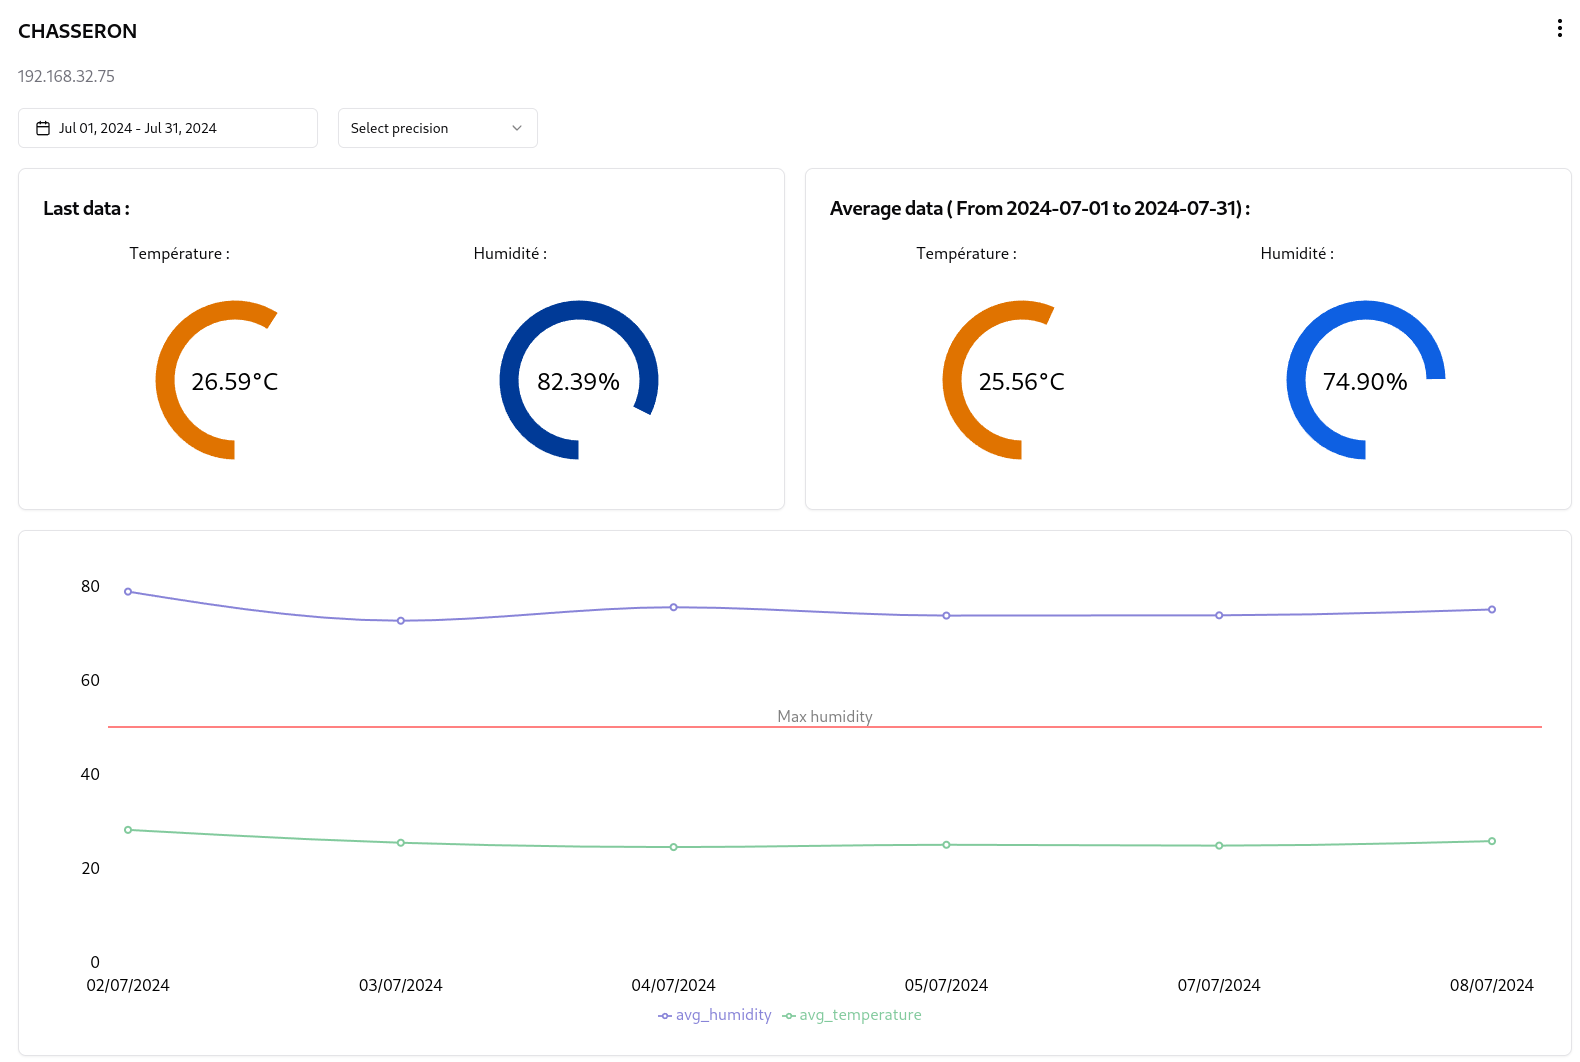 CHASSERON
192.168.32.75
Jul 01, 2024 - Jul 31, 2024
Select precision
Last data :
Température :
Humidité :
26.59°C
82.39%
Average data ( From 2024-07-01 to 2024-07-31) :
Température :
Humidité :
25.56°C
74.90%
80
60
Max humidity
40
20
0
02/07/2024 03/07/2024 04/07/2024 05/07/2024 07/07/2024 08/07/2024
avg_humidity avg_temperature